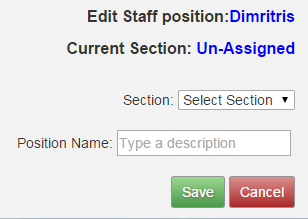 Edit Staff position:Dimritris
Current Section: Un-Assigned
Section: Select Section
Position Name: Type a description
Save Cancel